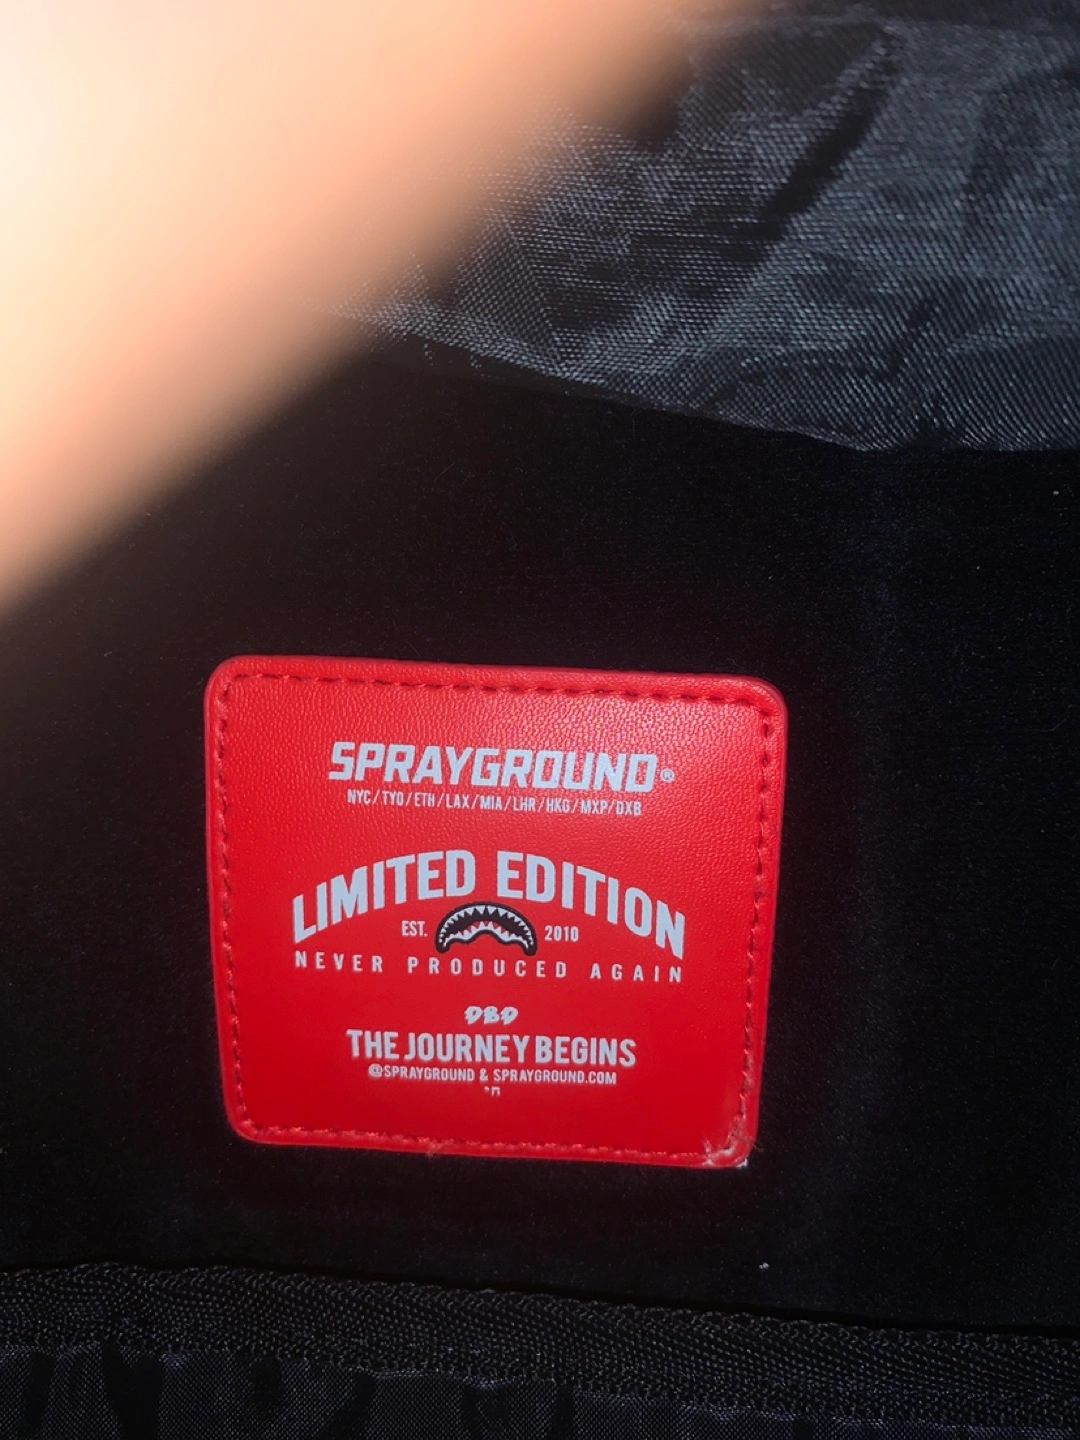 SPRAYGROUND®
NYC/TYO/ETH/LAX/MIA/LHR/HKG/MXP/DXB
LIMITED EDITION
EST. 2010
NEVER PRODUCED AGAIN
DBD
THE JOURNEY BEGINS
@SPRAYGROUND & SPRAYGROUND.COM